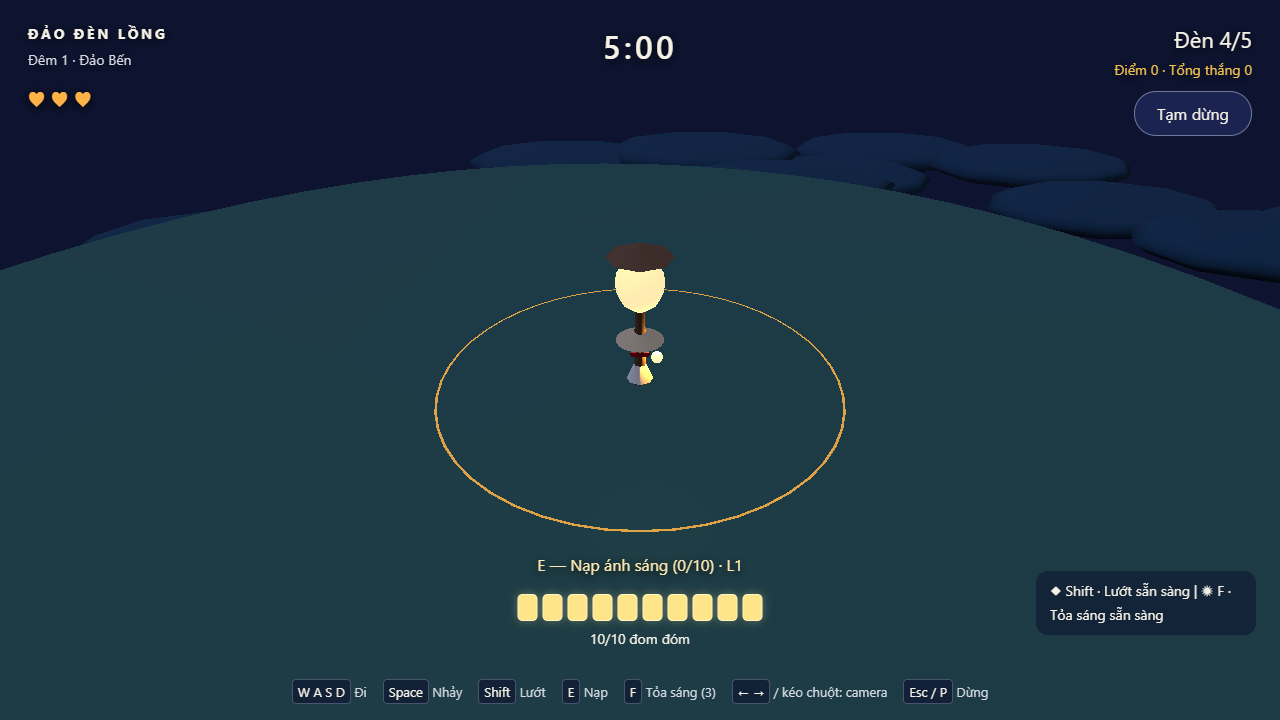 ĐẢO ĐÈN LỒNG
Đêm 1 · Đảo Bến
5:00
Đèn 4/5
Điểm 0 · Tổng thắng 0
Tạm dừng
E — Nạp ánh sáng (0/10) · L1
10/10 đom đóm
◆ Shift · Lướt sẵn sàng | ✹ F ·
Tỏa sáng sẵn sàng
W A S D Đi Space Nhảy Shift Lướt E Nạp F Tỏa sáng (3) ← → / kéo chuột: camera Esc / P Dừng